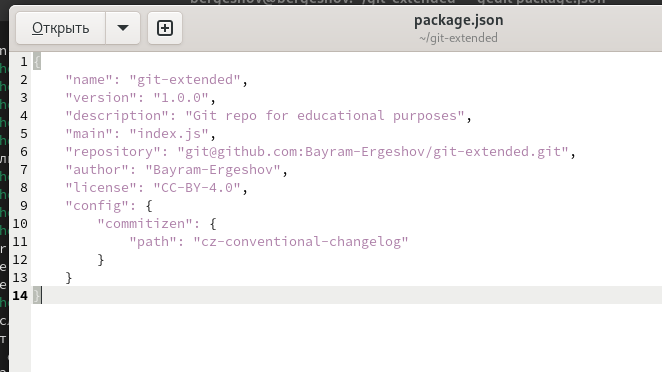 Открыть
package.json
~/git-extended
1 {
2     "name": "git-extended",
3     "version": "1.0.0",
4     "description": "Git repo for educational purposes",
5     "main": "index.js",
6     "repository": "git@github.com:Bayram-Ergeshov/git-extended.git",
7     "author": "Bayram-Ergeshov",
8     "license": "CC-BY-4.0",
9     "config": {
10         "commitizen": {
11             "path": "cz-conventional-changelog"
12         }
13     }
14 }